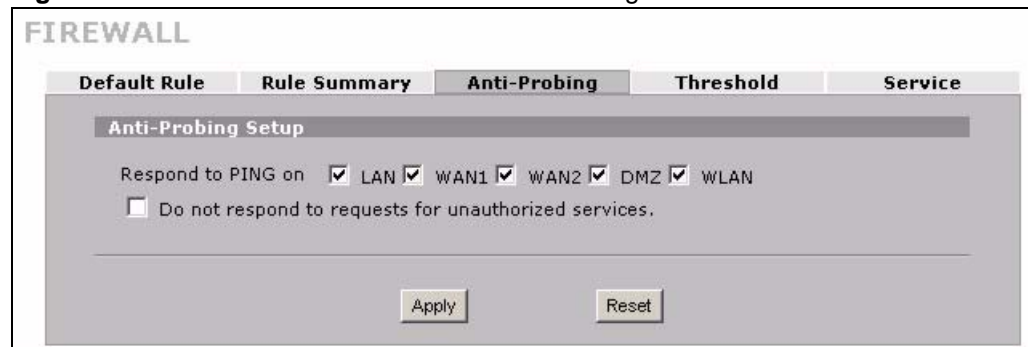 FIREWALL
Default Rule Rule Summary Anti-Probing Threshold Service
Anti-Probing Setup
Respond to PING on LAN WAN1 WAN2 DMZ WLAN
Do not respond to requests for unauthorized services.
Apply Reset